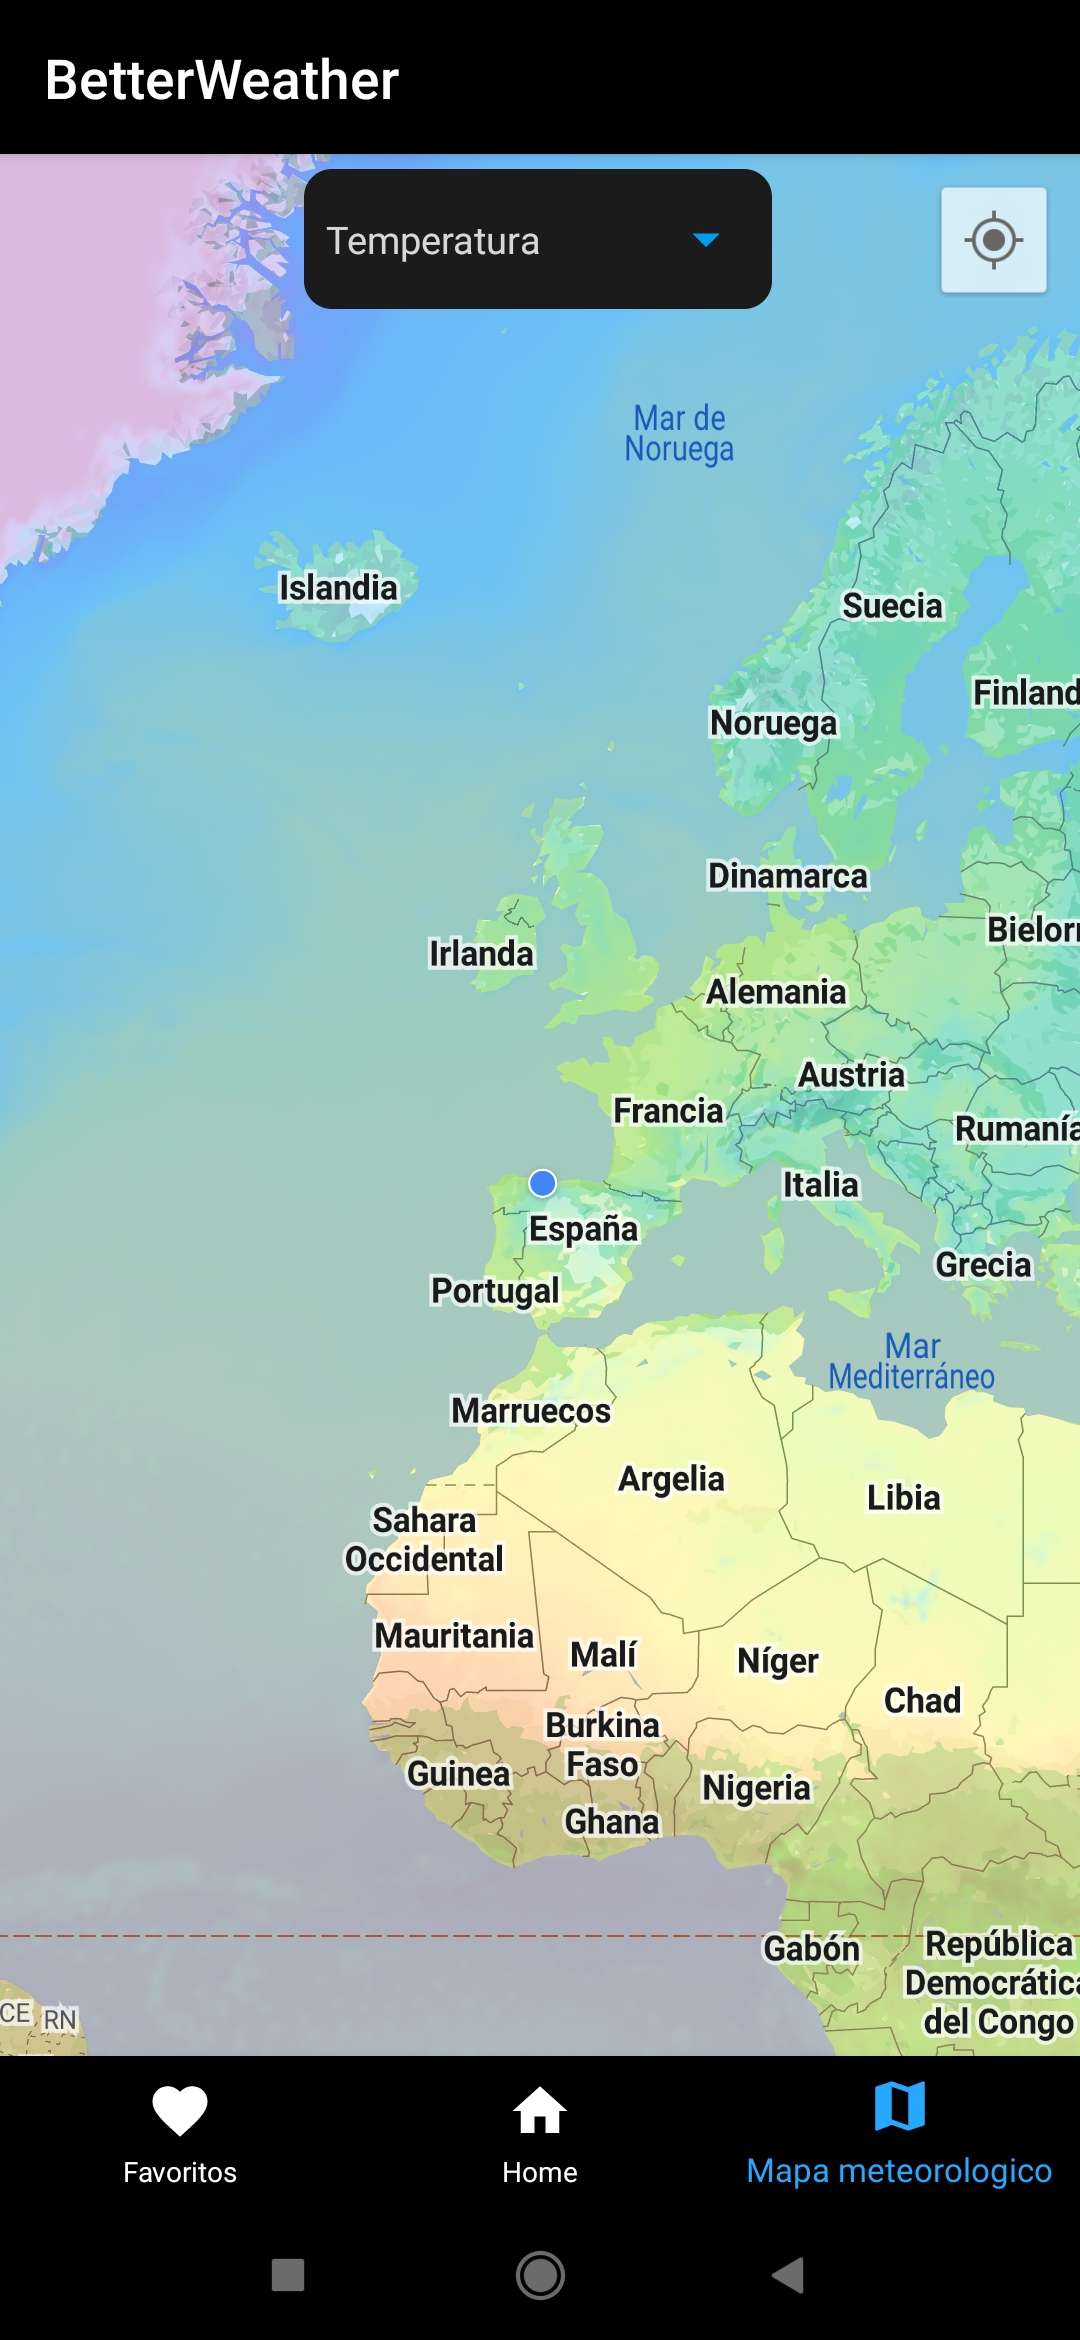 BetterWeather
Temperatura
Mar de
Noruega
Islandia
Suecia
Finland
Noruega
Dinamarca
Bielor
Irlanda
Alemania
Austria
Francia
Rumanía
Italia
España
Grecia
Portugal
Mar
Mediterráneo
Marruecos
Argelia
Libia
Sahara
Occidental
Mauritania
Malí
Níger
Chad
Burkina
Faso
Guinea
Nigeria
Ghana
Gabón
República
Democrática
del Congo
CE
RN
Favoritos
Home
Mapa meteorologico